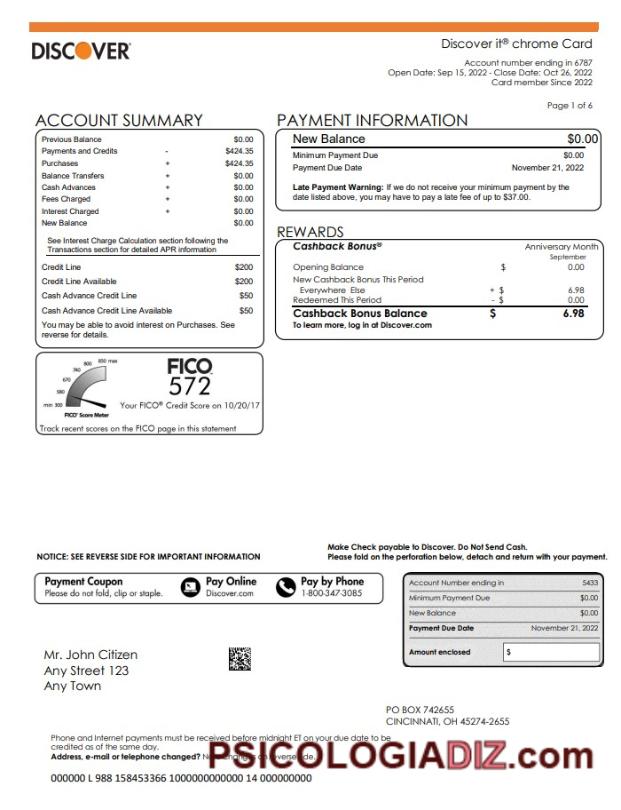 DISCOVER
Discover it® chrome Card
Account number ending in 6787
Open Date: Sep 15, 2022 - Close Date: Oct 26, 2022
Card member Since 2022
Page 1 of 6
ACCOUNT SUMMARY
Previous Balance $0.00
Payments and Credits - $424.35
Purchases + $424.35
Balance Transfers + $0.00
Cash Advances + $0.00
Fees Charged + $0.00
Interest Charged + $0.00
New Balance $0.00
See Interest Charge Calculation section following the
Transactions section for detailed APR information
Credit Line $200
Credit Line Available $200
Cash Advance Credit Line $50
Cash Advance Credit Line Available $50
You may be able to avoid interest on Purchases. See
reverse for details.
PAYMENT INFORMATION
New Balance $0.00
Minimum Payment Due $0.00
Payment Due Date November 21, 2022
Late Payment Warning: If we do not receive your minimum payment by the
date listed above, you may have to pay a late fee of up to $37.00.
REWARDS
Cashback Bonus® Anniversary Month
September
Opening Balance $ 0.00
New Cashback Bonus This Period
Everywhere Else + $ 6.98
Redeemed This Period - $ 0.00
Cashback Bonus Balance $ 6.98
To learn more, log in at Discover.com
min 300
580
670
740
800
850 max
FICO® Score Meter
FICO
572
Your FICO® Credit Score on 10/20/17
Track recent scores on the FICO page in this statement
NOTICE: SEE REVERSE SIDE FOR IMPORTANT INFORMATION
Make Check payable to Discover. Do Not Send Cash.
Please fold on the perforation below, detach and return with your payment.
Payment Coupon
Please do not fold, clip or staple.
Pay Online
Discover.com
Pay by Phone
1-800-347-3085
Account Number ending in 5433
Minimum Payment Due $0.00
New Balance $0.00
Payment Due Date November 21, 2022
Amount enclosed $
Mr. John Citizen
Any Street 123
Any Town
PO BOX 742655
CINCINNATI, OH 45274-2655
Phone and Internet payments must be received before midnight ET on your due date to be
credited as of the same day.
Address, e-mail or telephone changed?
PSICOLOGIADIZ.com
000000 L 988 158453366 1000000000000 14 000000000